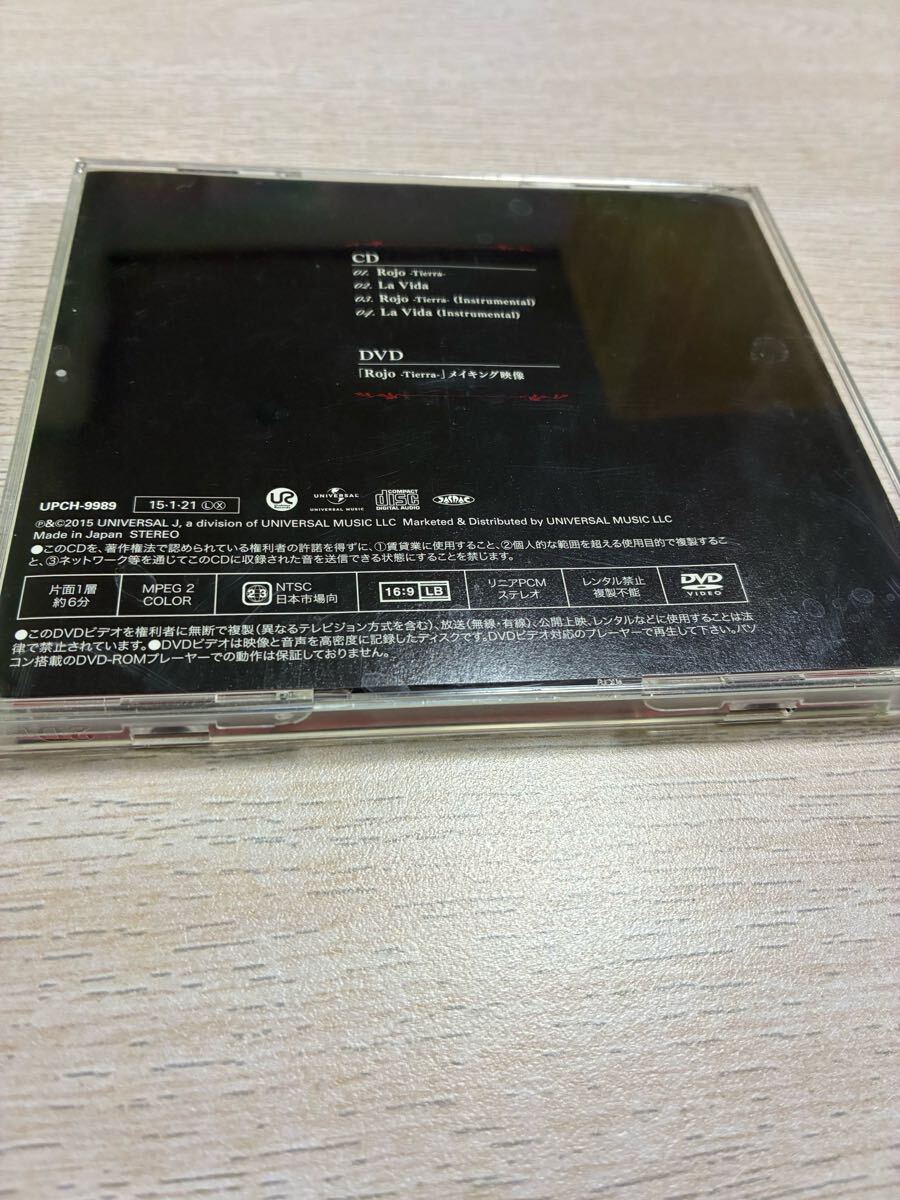 CD
01. Rojo -Tierra-
02. La Vida
03. Rojo -Tierra- (Instrumental)
04. La Vida (Instrumental)
DVD
「Rojo -Tierra-」メイキング映像
UPCH-9989 15・1・21 Ⓛⓧ UR UNIVERSAL UNIVERSAL MUSIC COMPACT disc DIGITAL AUDIO JASRAC
℗&©2015 UNIVERSAL J, a division of UNIVERSAL MUSIC LLC Marketed & Distributed by UNIVERSAL MUSIC LLC
Made in Japan STEREO
●このCDを、著作権法で認められている権利者の許諾を得ずに、①賃貸業に使用すること、②個人的な範囲を超える使用目的で複製するこ
と、③ネットワーク等を通じてこのCDに収録された音を送信できる状態にすることを禁じます。
片面1層 約6分 MPEG 2 COLOR 2 3 NTSC 日本市場向 16:9 LB リニアPCM ステレオ レンタル禁止 複製不能 DVD VIDEO
●このDVDビデオを権利者に無断で複製(異なるテレビジョン方式を含む)、放送(無線・有線)、公開上映、レンタルなどに使用することは法
律で禁止されています。●DVDビデオは映像と音声を高密度に記録したディスクです。DVDビデオ対応のプレーヤーで再生して下さい。パソ
コン搭載のDVD-ROMプレーヤーでの動作は保証しておりません。